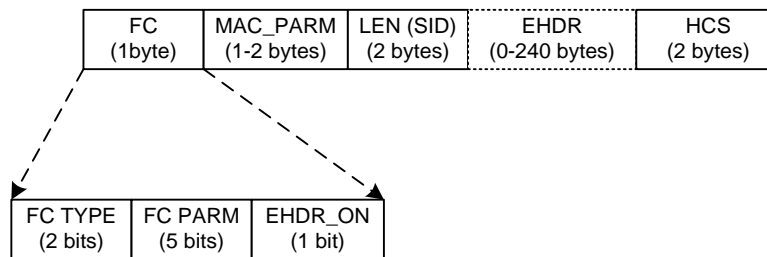 FC MAC_PARM LEN (SID) EHDR HCS
(1byte) (1-2 bytes) (2 bytes) (0-240 bytes) (2 bytes)
FC TYPE FC PARM EHDR_ON
(2 bits) (5 bits) (1 bit)